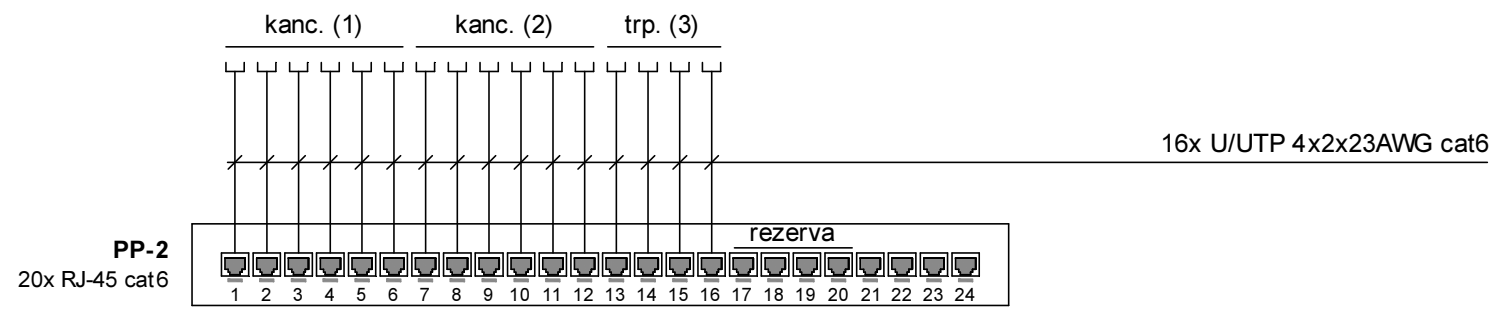 kanc. (1) kanc. (2) trp. (3)
16x U/UTP 4x2x23AWG cat6
rezerva
PP-2
20x RJ-45 cat6
1 2 3 4 5 6 7 8 9 10 11 12 13 14 15 16 17 18 19 20 21 22 23 24